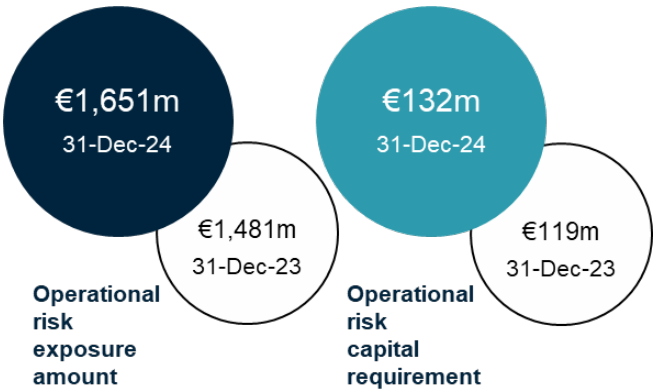 €1,651m
31-Dec-24
€1,481m
31-Dec-23
Operational
risk
exposure
amount
€132m
31-Dec-24
€119m
31-Dec-23
Operational
risk
capital
requirement